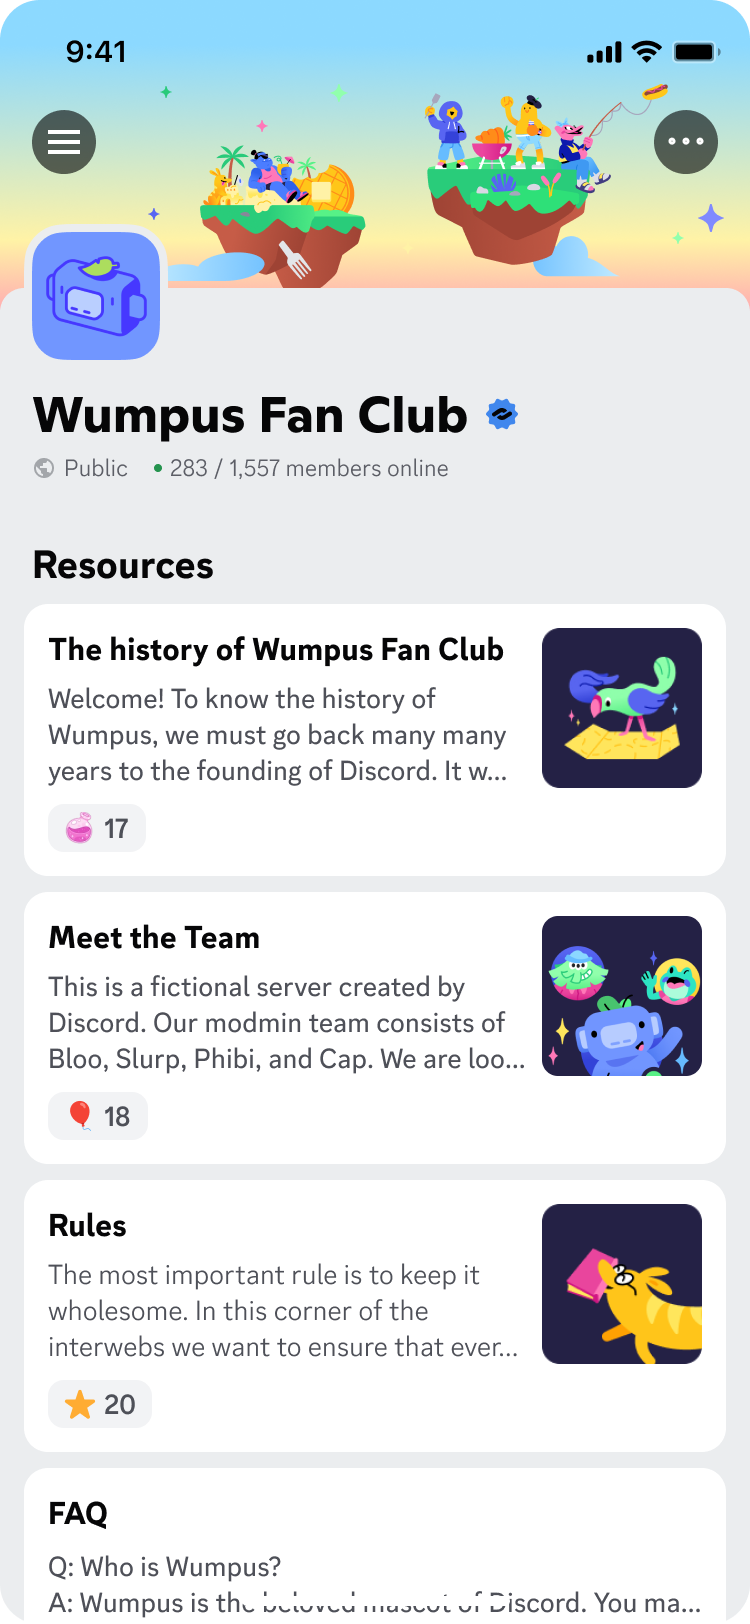 9:41
Wumpus Fan Club
Public • 283 / 1,557 members online
Resources
The history of Wumpus Fan Club
Welcome! To know the history of
Wumpus, we must go back many many
years to the founding of Discord. It w...
17
Meet the Team
This is a fictional server created by
Discord. Our modmin team consists of
Bloo, Slurp, Phibi, and Cap. We are loo...
18
Rules
The most important rule is to keep it
wholesome. In this corner of the
interwebs we want to ensure that ever...
20
FAQ
Q: Who is Wumpus?
A: Wumpus is the beloved mascot of Discord. You ma...